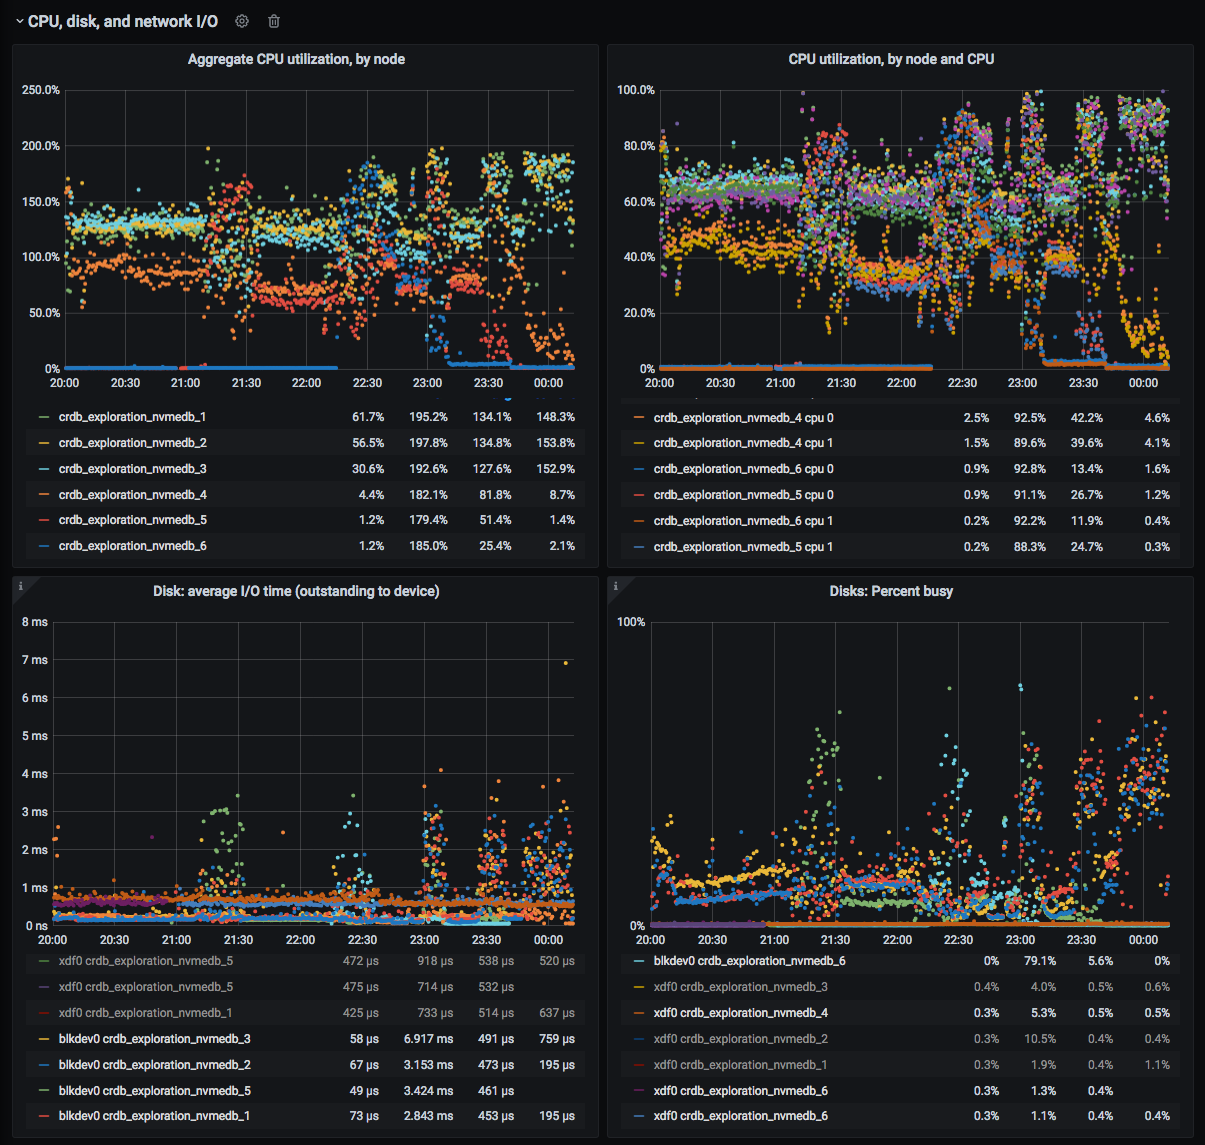 CPU, disk, and network I/O
Aggregate CPU utilization, by node
250.0%
200.0%
150.0%
100.0%
50.0%
0%
20:00 20:30 21:00 21:30 22:00 22:30 23:00 23:30 00:00
crdb_exploration_nvmedb_1 61.7% 195.2% 134.1% 148.3%
crdb_exploration_nvmedb_2 56.5% 197.8% 134.8% 153.8%
crdb_exploration_nvmedb_3 30.6% 192.6% 127.6% 152.9%
crdb_exploration_nvmedb_4 4.4% 182.1% 81.8% 8.7%
crdb_exploration_nvmedb_5 1.2% 179.4% 51.4% 1.4%
crdb_exploration_nvmedb_6 1.2% 185.0% 25.4% 2.1%
CPU utilization, by node and CPU
100.0%
80.0%
60.0%
40.0%
20.0%
0%
20:00 20:30 21:00 21:30 22:00 22:30 23:00 23:30 00:00
crdb_exploration_nvmedb_4 cpu 0 2.5% 92.5% 42.2% 4.6%
crdb_exploration_nvmedb_4 cpu 1 1.5% 89.6% 39.6% 4.1%
crdb_exploration_nvmedb_6 cpu 0 0.9% 92.8% 13.4% 1.6%
crdb_exploration_nvmedb_5 cpu 0 0.9% 91.1% 26.7% 1.2%
crdb_exploration_nvmedb_6 cpu 1 0.2% 92.2% 11.9% 0.4%
crdb_exploration_nvmedb_5 cpu 1 0.2% 88.3% 24.7% 0.3%
i
Disk: average I/O time (outstanding to device)
8 ms
7 ms
6 ms
5 ms
4 ms
3 ms
2 ms
1 ms
0 ns
20:00 20:30 21:00 21:30 22:00 22:30 23:00 23:30 00:00
xdf0 crdb_exploration_nvmedb_5 472 µs 918 µs 538 µs 520 µs
xdf0 crdb_exploration_nvmedb_5 475 µs 714 µs 532 µs
xdf0 crdb_exploration_nvmedb_1 425 µs 733 µs 514 µs 637 µs
blkdev0 crdb_exploration_nvmedb_3 58 µs 6.917 ms 491 µs 759 µs
blkdev0 crdb_exploration_nvmedb_2 67 µs 3.153 ms 473 µs 195 µs
blkdev0 crdb_exploration_nvmedb_5 49 µs 3.424 ms 461 µs
blkdev0 crdb_exploration_nvmedb_1 73 µs 2.843 ms 453 µs 195 µs
i
Disks: Percent busy
100%
0%
20:00 20:30 21:00 21:30 22:00 22:30 23:00 23:30 00:00
blkdev0 crdb_exploration_nvmedb_6 0% 79.1% 5.6% 0%
xdf0 crdb_exploration_nvmedb_3 0.4% 4.0% 0.5% 0.6%
xdf0 crdb_exploration_nvmedb_4 0.3% 5.3% 0.5% 0.5%
xdf0 crdb_exploration_nvmedb_2 0.3% 10.5% 0.4% 0.4%
xdf0 crdb_exploration_nvmedb_1 0.3% 1.9% 0.4% 1.1%
xdf0 crdb_exploration_nvmedb_6 0.3% 1.3% 0.4%
xdf0 crdb_exploration_nvmedb_6 0.3% 1.1% 0.4% 0.4%